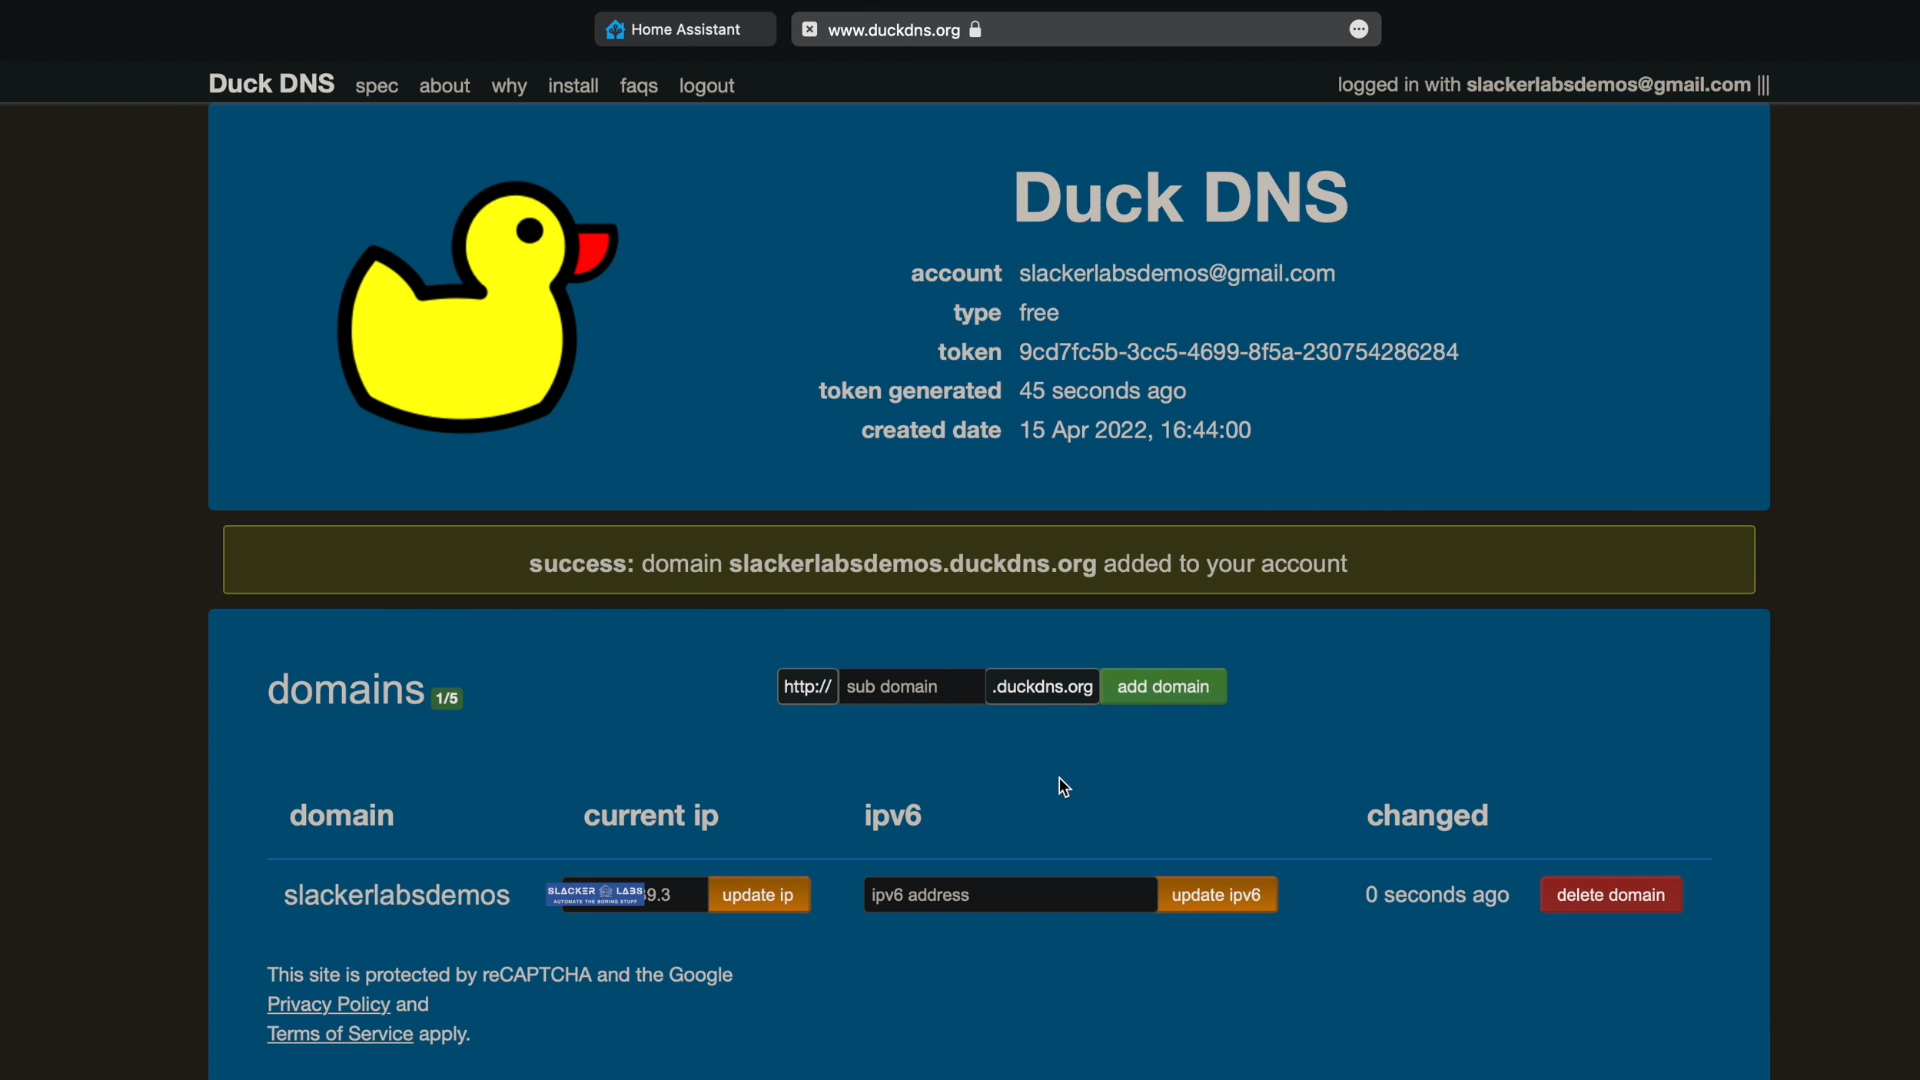 Home Assistant
www.duckdns.org
Duck DNS spec about why install faqs logout
logged in with slackerlabsdemos@gmail.com
Duck DNS
account slackerlabsdemos@gmail.com
type free
token 9cd7fc5b-3cc5-4699-8f5a-230754286284
token generated 45 seconds ago
created date 15 Apr 2022, 16:44:00
success: domain slackerlabsdemos.duckdns.org added to your account
domains 1/5
http:// sub domain .duckdns.org add domain
domain current ip ipv6 changed
slackerlabsdemos SLACKER LABS 9.3 update ip ipv6 address update ipv6 0 seconds ago delete domain
AUTOMATE THE BORING STUFF
This site is protected by reCAPTCHA and the Google
Privacy Policy and
Terms of Service apply.